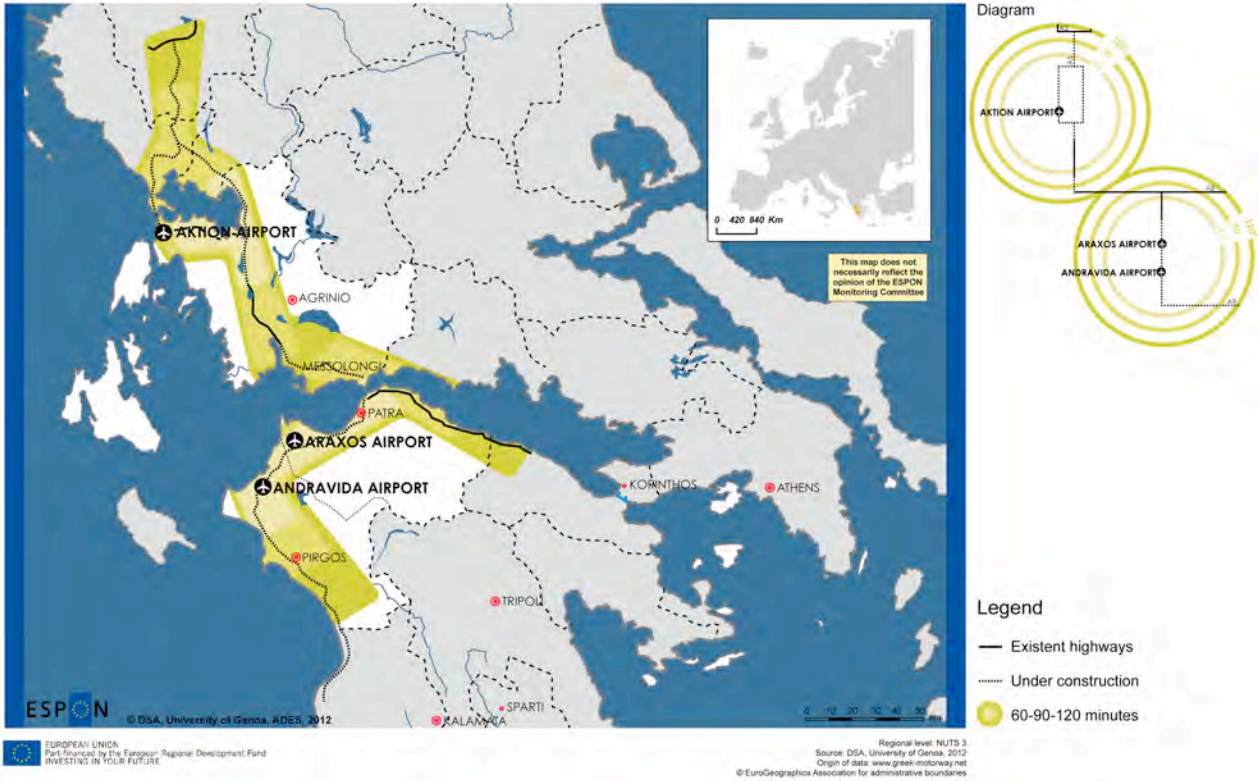 Diagram
AKTION AIRPORT
ARAXOS AIRPORT
ANDRAVIDA AIRPORT
0 420 840 Km
This map does not
necessarily reflect the
opinion of the ESPON
Monitoring Committee
AKTION AIRPORT
AGRINIO
MESSOLONGI
PATRA
ARAXOS AIRPORT
ANDRAVIDA AIRPORT
KORINTHOS
ATHENS
PIRGOS
TRIPOLI
SPARTI
KALAMATA
Legend
Existent highways
Under construction
60-90-120 minutes
ESPON
© DSA, University of Genoa, ADES, 2012
EUROPEAN UNION
Part-financed by the European Regional Development Fund
INVESTING IN YOUR FUTURE
Regional level: NUTS 3
Source: DSA, University of Genoa, 2012
Origin of data: www.greek-motorway.net
© EuroGeographics Association for administrative boundaries